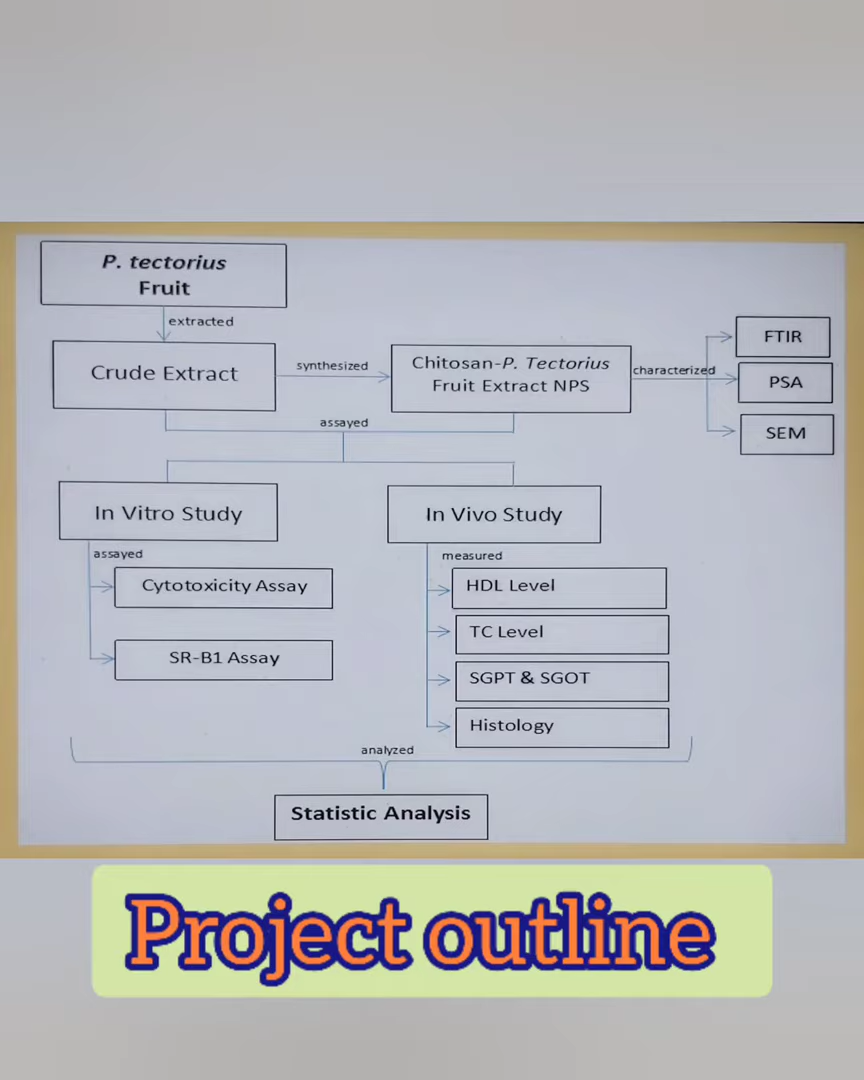 P. tectorius
Fruit
extracted
Crude Extract
synthesized
Chitosan-P. Tectorius
Fruit Extract NPS
characterized
FTIR
PSA
SEM
assayed
In Vitro Study
assayed
Cytotoxicity Assay
SR-B1 Assay
In Vivo Study
measured
HDL Level
TC Level
SGPT & SGOT
Histology
analyzed
Statistic Analysis
Project outline